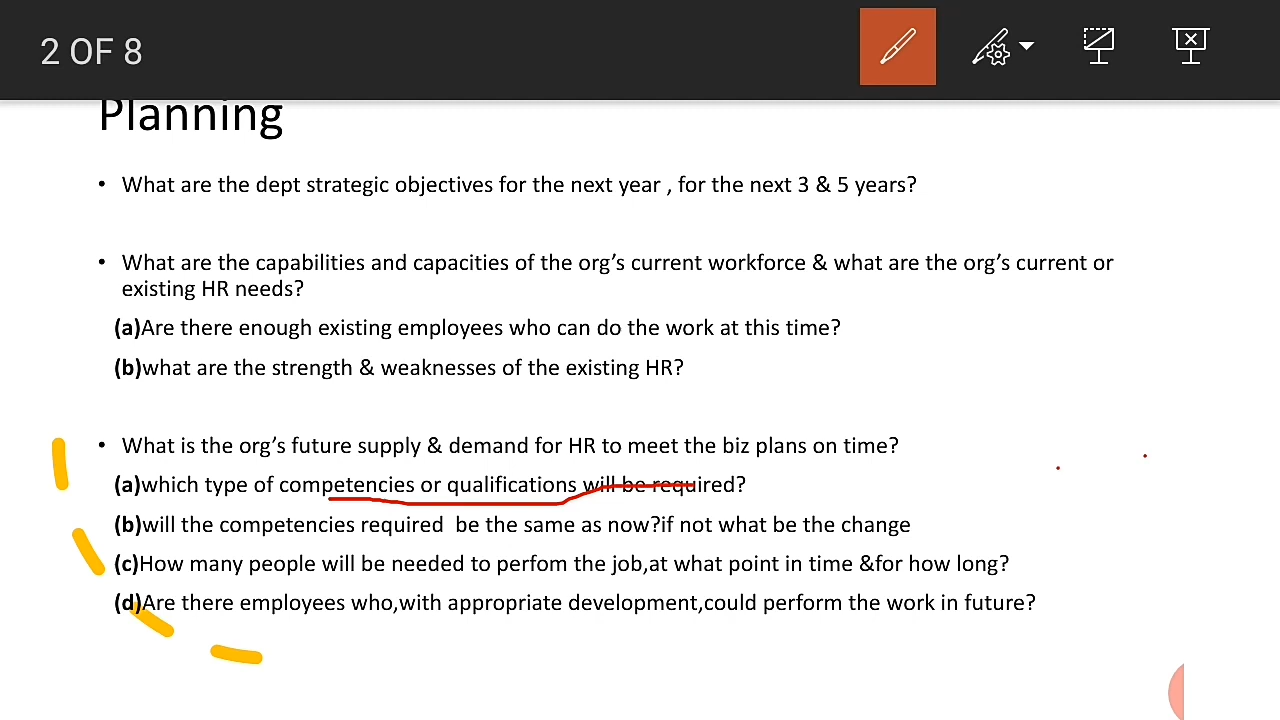 2 OF 8
Planning
• What are the dept strategic objectives for the next year , for the next 3 & 5 years?
• What are the capabilities and capacities of the org’s current workforce & what are the org’s current or
existing HR needs?
(a)Are there enough existing employees who can do the work at this time?
(b)what are the strength & weaknesses of the existing HR?
• What is the org’s future supply & demand for HR to meet the biz plans on time?
(a)which type of competencies or qualifications will be required?
(b)will the competencies required  be the same as now?if not what be the change
(c)How many people will be needed to perfom the job,at what point in time &for how long?
(d)Are there employees who,with appropriate development,could perform the work in future?